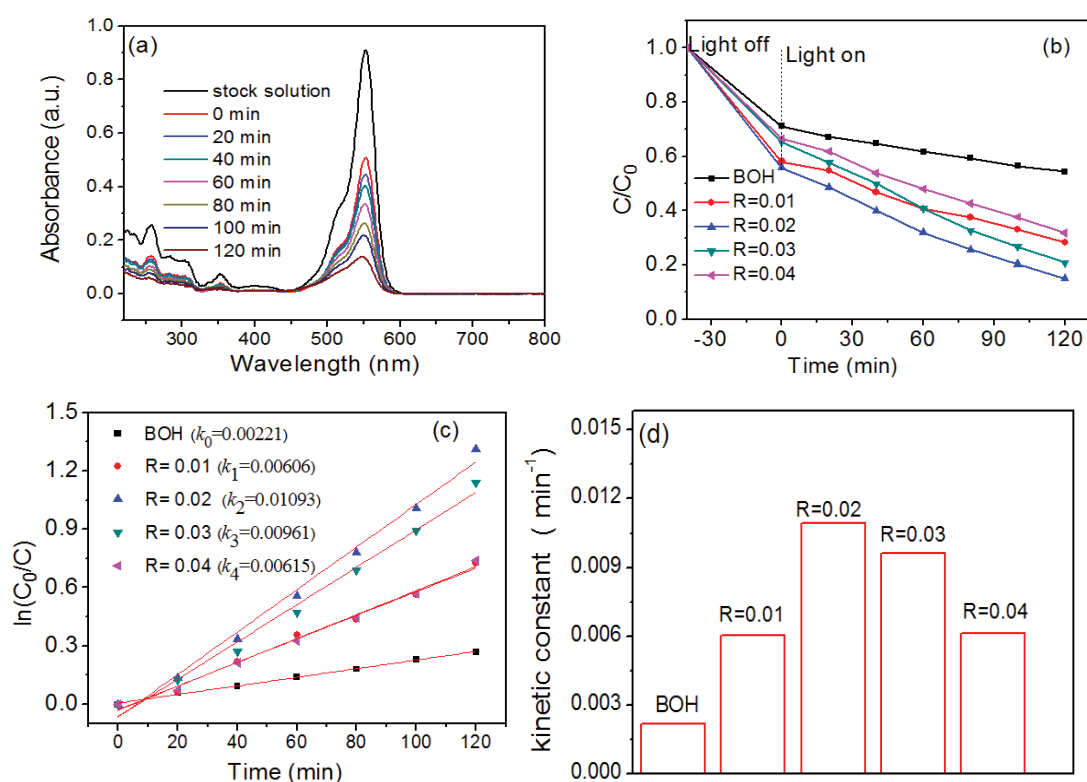 (a)
Absorbance (a.u.)
1.0
0.8
0.6
0.4
0.2
0.0
stock solution
0 min
20 min
40 min
60 min
80 min
100 min
120 min
300 400 500 600 700 800
Wavelength (nm)
(b)
Light off
Light on
C/C0
1.0
0.8
0.6
0.4
0.2
0.0
BOH
R=0.01
R=0.02
R=0.03
R=0.04
-30 0 30 60 90 120
Time (min)
(c)
ln(C0/C)
1.5
1.2
0.9
0.6
0.3
0.0
BOH (k0=0.00221)
R= 0.01 (k1=0.00606)
R= 0.02 (k2=0.01093)
R= 0.03 (k3=0.00961)
R= 0.04 (k4=0.00615)
0 20 40 60 80 100 120
Time (min)
(d)
kinetic constant ( min-1)
0.015
0.012
0.009
0.006
0.003
0.000
BOH
R=0.01
R=0.02
R=0.03
R=0.04